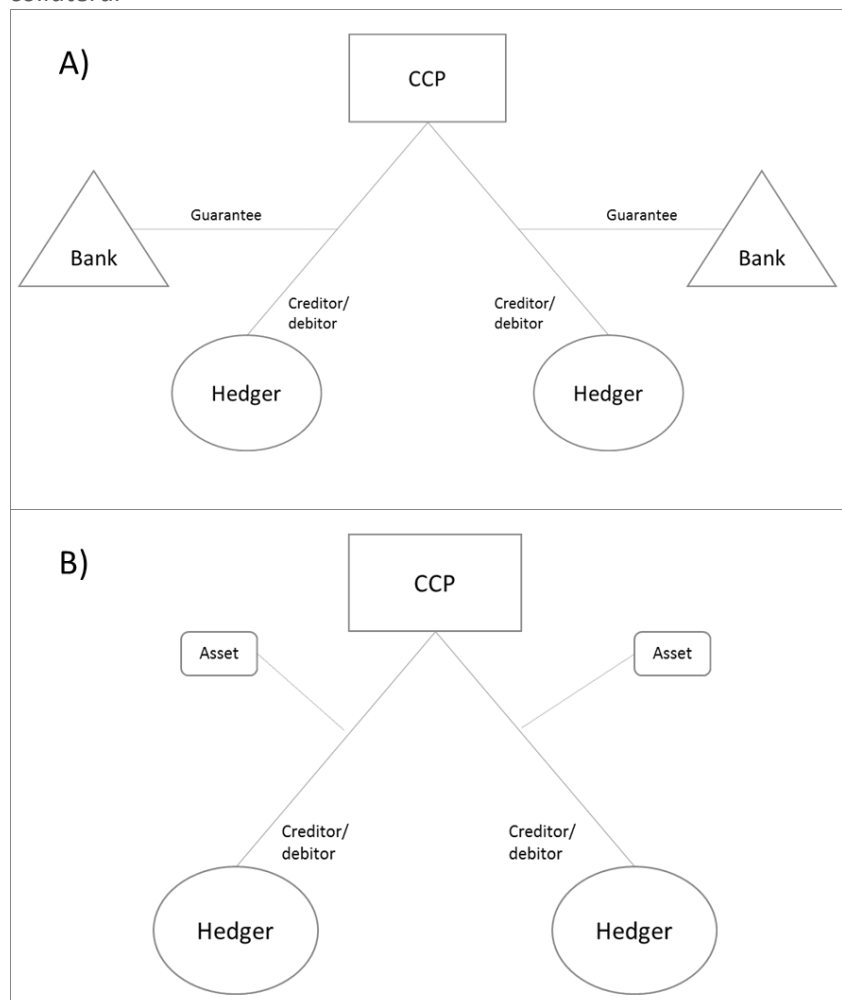 collateral
A)
CCP
Guarantee
Guarantee
Bank
Bank
Creditor/
debitor
Creditor/
debitor
Hedger
Hedger
B)
CCP
Asset
Asset
Creditor/
debitor
Creditor/
debitor
Hedger
Hedger